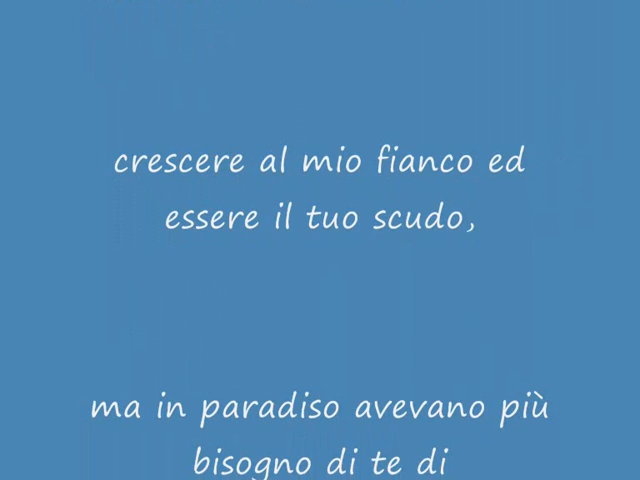 crescere al mio fianco ed
essere il tuo scudo,
ma in paradiso avevano più
bisogno di te di